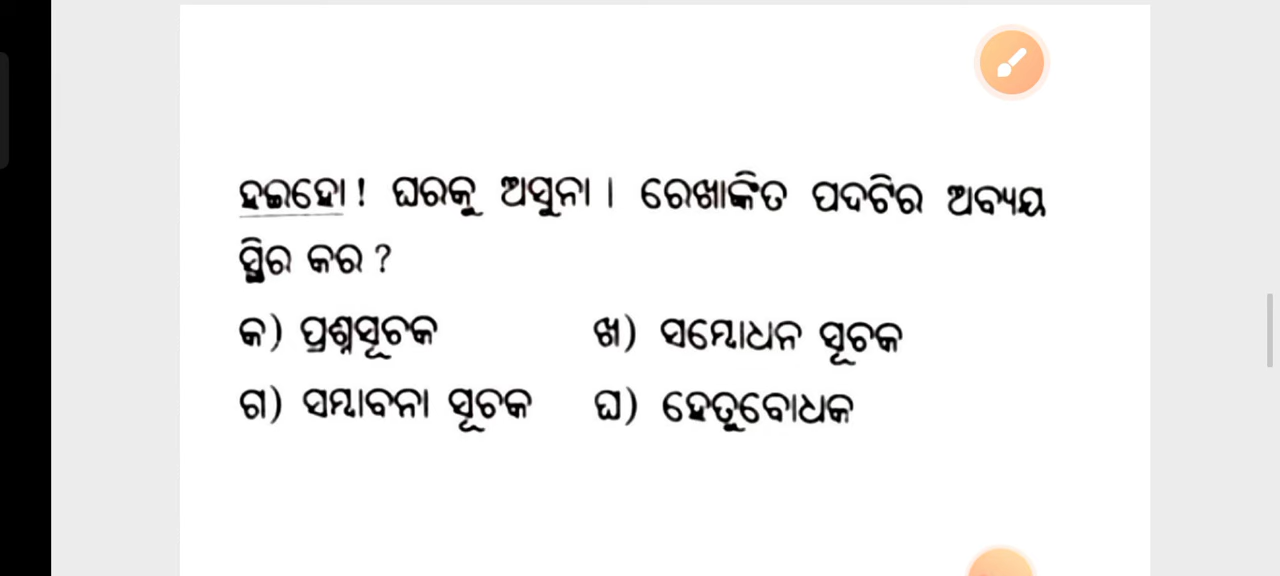 ହଇହୋ ! ଘରକୁ ଅସୁନା । ରେଖାଙ୍କିତ ପଦଟିର ଅବ୍ୟୟ
ସ୍ଥିର କର ?
କ) ପ୍ରଶ୍ନସୂଚକ ଖ) ସମ୍ବୋଧନ ସୂଚକ
ଗ) ସମ୍ଭାବନା ସୂଚକ ଘ) ହେତୁବୋଧକ